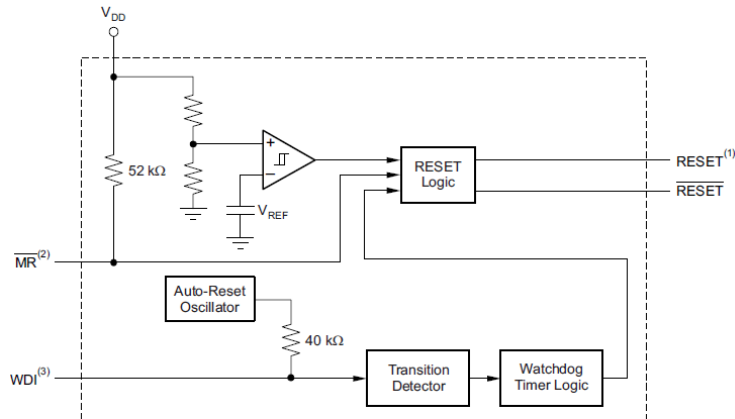 VDD
52 kΩ
+
−
VREF
RESET
Logic
RESET(1)
RESET
MR(2)
Auto-Reset
Oscillator
40 kΩ
WDI(3)
Transition
Detector
Watchdog
Timer Logic